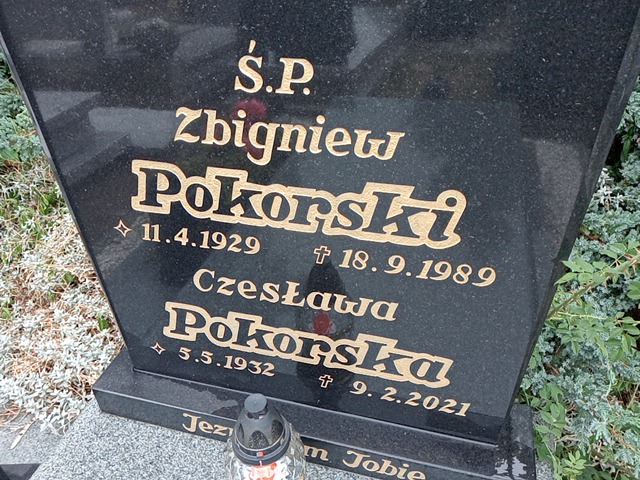 Ś.P.
Zbigniew
Pokorski
11.4.1929 18.9.1989
Czesława
Pokorska
5.5.1932 9.2.2021
Tobie